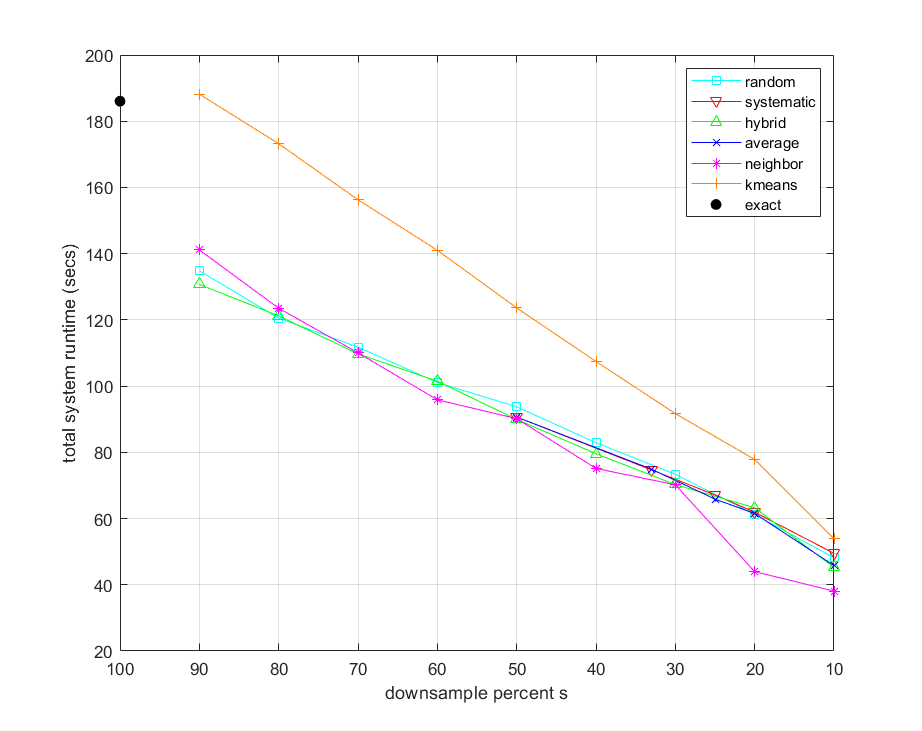 200
180
160
140
120
100
80
60
40
20
total system runtime (secs)
random
systematic
hybrid
average
neighbor
kmeans
exact
100 90 80 70 60 50 40 30 20 10
downsample percent s